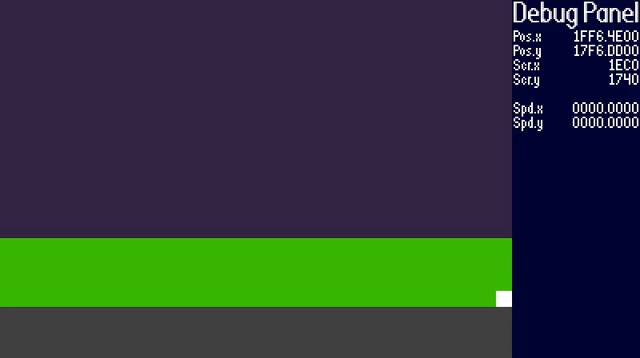 Debug Panel
Pos.x 1FF6.4E00
Pos.y 17F6.DD00
Scr.x 1EC0
Scr.y 1740
Spd.x 0000.0000
Spd.y 0000.0000